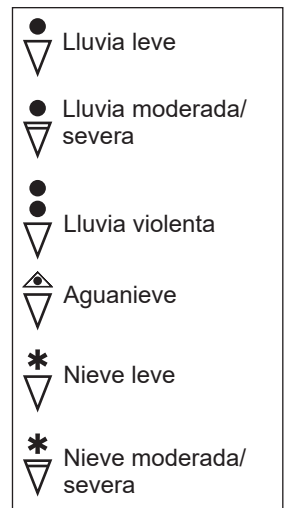 Lluvia leve
Lluvia moderada/
severa
Lluvia violenta
Aguanieve
Nieve leve
Nieve moderada/
severa